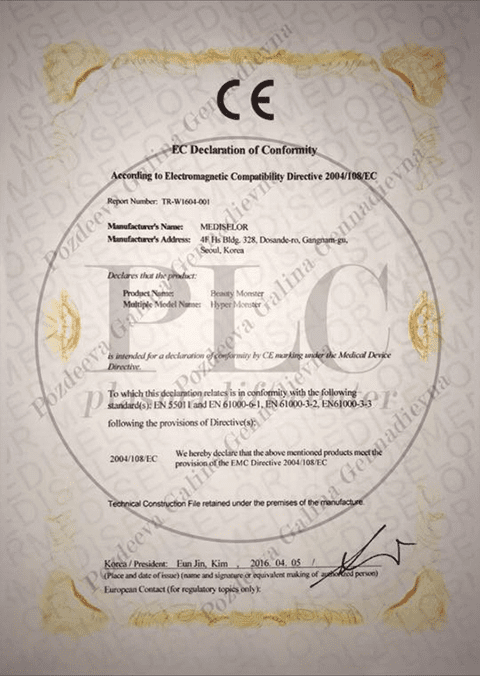 CE
EC Declaration of Conformity
According to Electromagnetic Compatibility Directive 2004/108/EC
Report Number: TR-W1604-001
Manufacturer's Name: MEDISELOR
Manufacturer's Address: 4F Hs Bldg. 328, Dosande-ro, Gangnam-gu,
Seoul, Korea
Declares that the product:
Product Name: Beauty Monster
Multiple Model Name: Hyper Monster
PLC
is intended for a declaration of conformity by CE marking under the Medical Device
Directive.
To which this declaration relates is in conformity with the following
standard(s): EN 55011 and EN 61000-6-1, EN 61000-3-2, EN61000-3-3
following the provisions of Directive(s):
2004/108/EC We hereby declare that the above mentioned products meet the
provision of the EMC Directive 2004/108/EC
Technical Construction File retained under the premises of the manufacture.
Korea / President: Eun Jin, Kim , 2016. 04. 05 /
(Place and date of issue) (name and signature or equivalent making of authorized person)
European Contact (for regulatory topics only):
Pozdeeva Galina Gennadievna
Pozdeeva Galina Gennadievna
Pozdeeva Galina Gennadievna
MEDISELOR